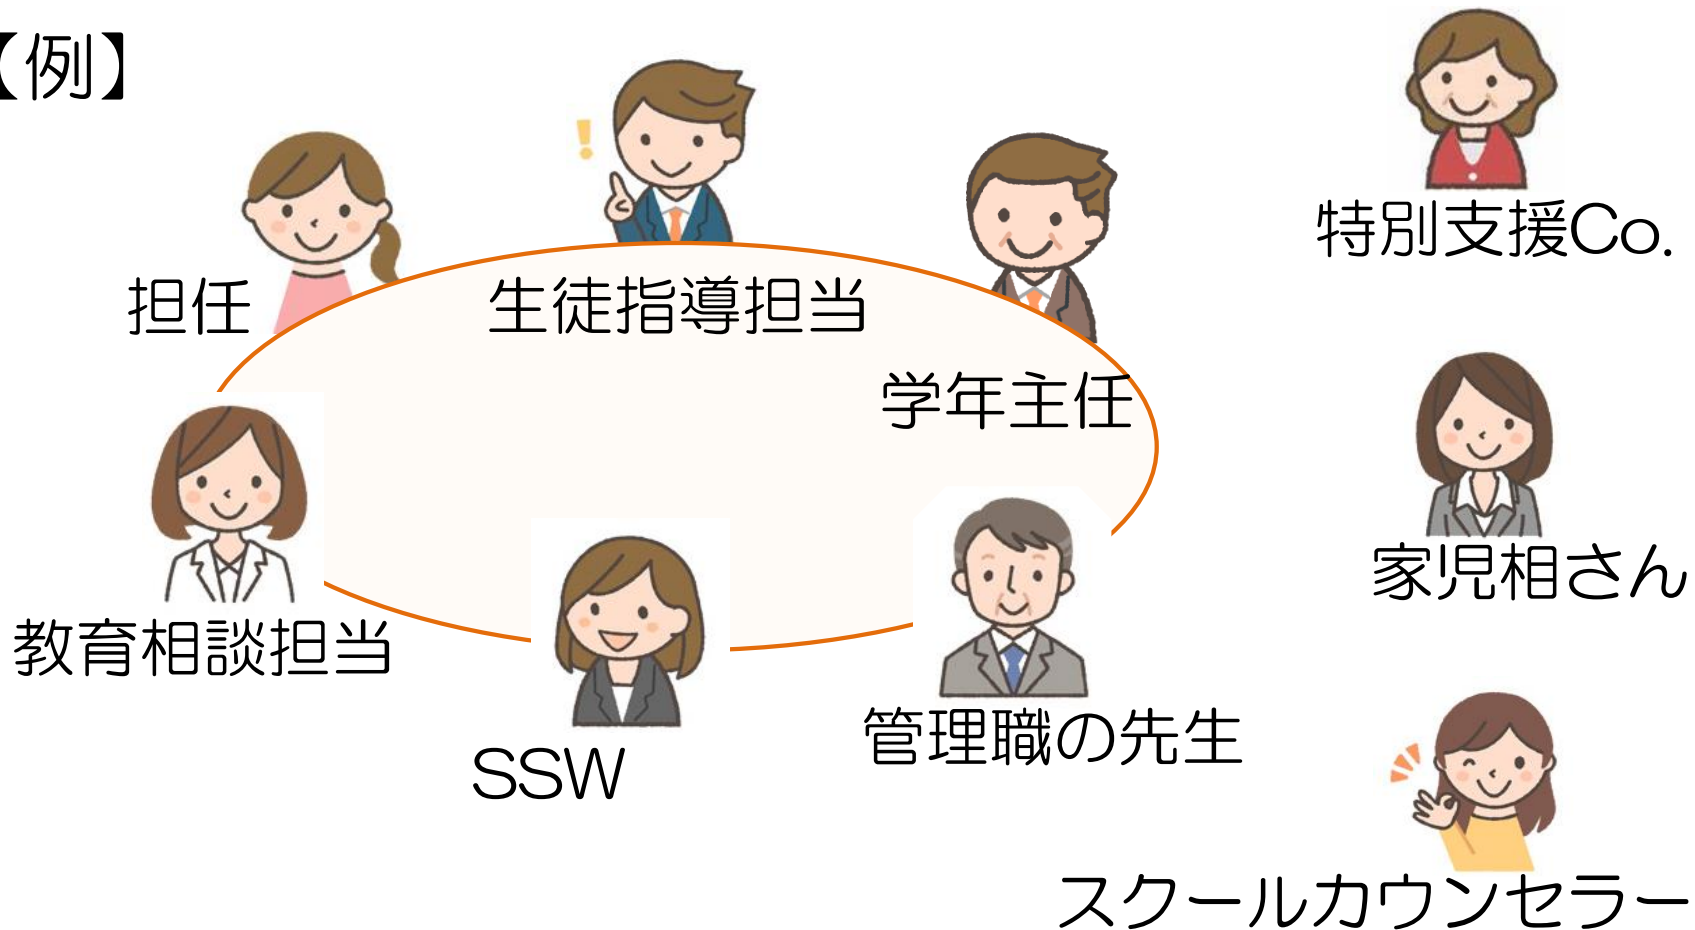 【例】
特別支援Co.
担任
生徒指導担当
学年主任
家児相さん
教育相談担当
管理職の先生
SSW
スクールカウンセラー